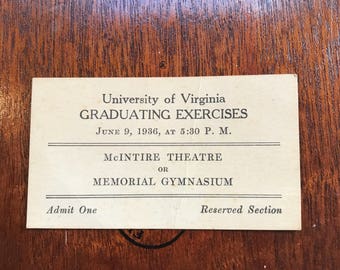 University of Virginia
GRADUATING EXERCISES
JUNE 9, 1936, AT 5:30 P. M.
MCINTIRE THEATRE
OR
MEMORIAL GYMNASIUM
Admit One Reserved Section